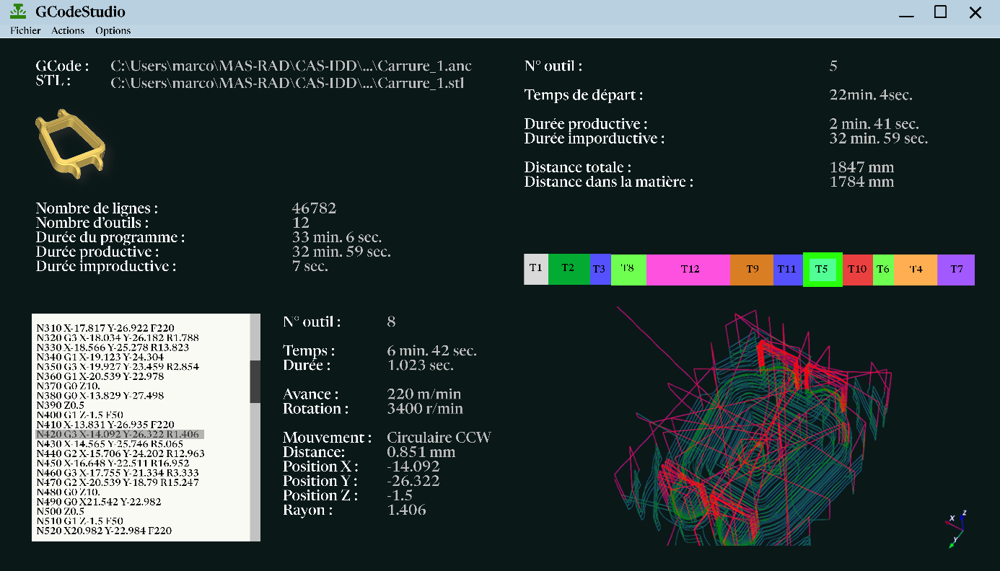 GCodeStudio
Fichier Actions Options
GCode : C:\Users\marco\MAS-RAD\CAS-IDD\...\Carrure_1.anc
STL : C:\Users\marco\MAS-RAD\CAS-IDD\...\Carrure_1.stl
Nombre de lignes : 46782
Nombre d'outils : 12
Durée du programme : 33 min. 6 sec.
Durée productive : 32 min. 59 sec.
Durée improductive : 7 sec.
N° outil : 5
Temps de départ : 22min. 4sec.
Durée productive : 2 min. 41 sec.
Durée imporductive : 32 min. 59 sec.
Distance totale : 1847 mm
Distance dans la matière : 1784 mm
T1 T2 T3 T8 T12 T9 T11 T5 T10 T6 T4 T7
N310 X-17.817 Y-26.922 F220
N320 G3 X-18.034 Y-26.182 R1.788
N330 X-18.566 Y-25.278 R13.823
N340 G1 X-19.123 Y-24.304
N350 G3 X-19.927 Y-23.459 R2.854
N360 G1 X-20.539 Y-22.978
N370 G0 Z10.
N380 G0 X-13.829 Y-27.498
N390 Z0.5
N400 G1 Z-1.5 F50
N410 X-13.831 Y-26.935 F220
N420 G3 X-14.092 Y-26.322 R1.406
N430 X-14.565 Y-25.746 R5.065
N440 G2 X-15.706 Y-24.202 R12.963
N450 X-16.648 Y-22.511 R16.952
N460 G3 X-17.755 Y-21.334 R3.333
N470 G2 X-20.539 Y-18.79 R15.247
N480 G0 Z10.
N490 G0 X21.542 Y-22.982
N500 Z0.5
N510 G1 Z-1.5 F50
N520 X20.982 Y-22.984 F220
N° outil : 8
Temps : 6 min. 42 sec.
Durée : 1.023 sec.
Avance : 220 m/min
Rotation : 3400 r/min
Mouvement : Circulaire CCW
Distance: 0.851 mm
Position X : -14.092
Position Y : -26.322
Position Z : -1.5
Rayon : 1.406
X Z
Y